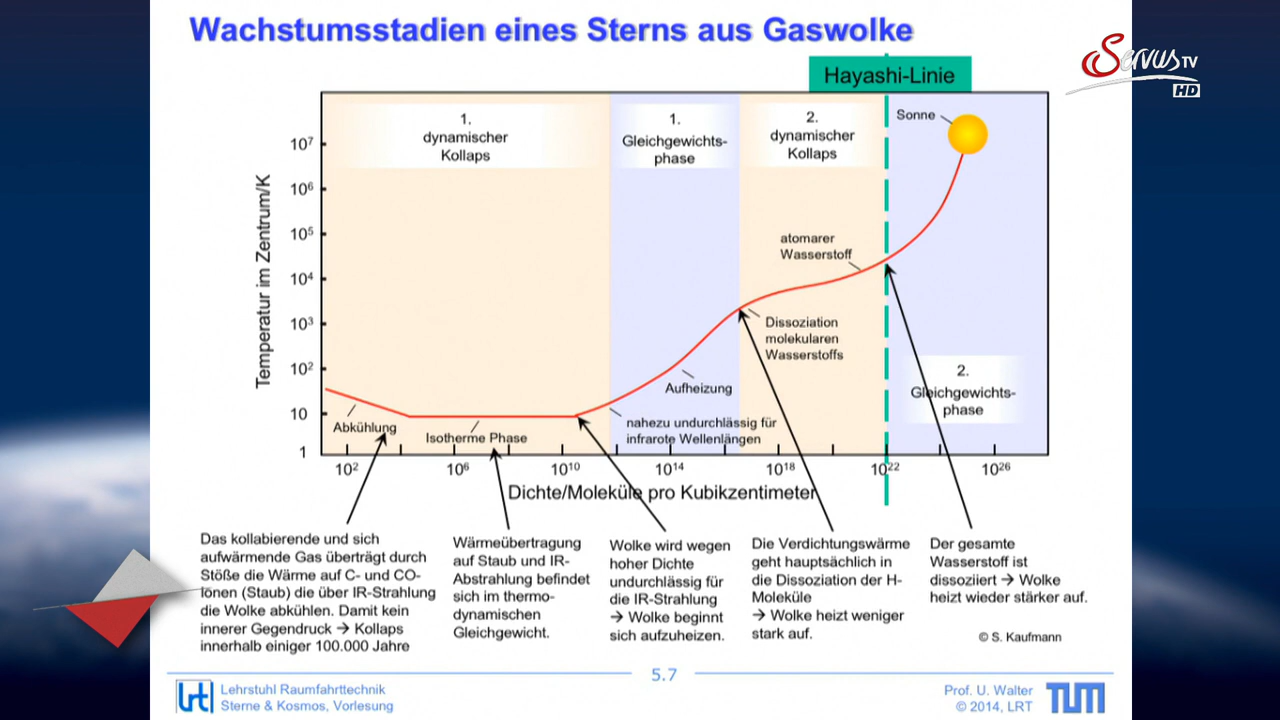 Wachstumsstadien eines Sterns aus Gaswolke
Servus TV
HD
Hayashi-Linie
1.
dynamischer
Kollaps
1.
Gleichgewichts-
phase
2.
dynamischer
Kollaps
Sonne
Temperatur im Zentrum/K
10⁷
10⁶
10⁵
10⁴
10³
10²
10
1
atomarer
Wasserstoff
Dissoziation
molekularen
Wasserstoffs
Aufheizung
2.
Gleichgewichts-
phase
nahezu undurchlässig für
infrarote Wellenlängen
Abkühlung
Isotherme Phase
10² 10⁶ 10¹⁰ 10¹⁴ 10¹⁸ 10²² 10²⁶
Dichte/Moleküle pro Kubikzentimeter
Das kollabierende und sich
aufwärmende Gas überträgt durch
Stöße die Wärme auf C- und CO-
Ionen (Staub) die über IR-Strahlung
die Wolke abkühlen. Damit kein
innerer Gegendruck → Kollaps
innerhalb einiger 100.000 Jahre
Wärmeübertragung
auf Staub und IR-
Abstrahlung befindet
sich im thermo-
dynamischen
Gleichgewicht.
Wolke wird wegen
hoher Dichte
undurchlässig für
die IR-Strahlung
→ Wolke beginnt
sich aufzuheizen.
Die Verdichtungswärme
geht hauptsächlich in
die Dissoziation der H-
Moleküle
→ Wolke heizt weniger
stark auf.
Der gesamte
Wasserstoff ist
dissoziiert → Wolke
heizt wieder stärker auf.
© S. Kaufmann
5.7
lrt
Lehrstuhl Raumfahrttechnik
Sterne & Kosmos, Vorlesung
Prof. U. Walter
© 2014, LRT
TUM